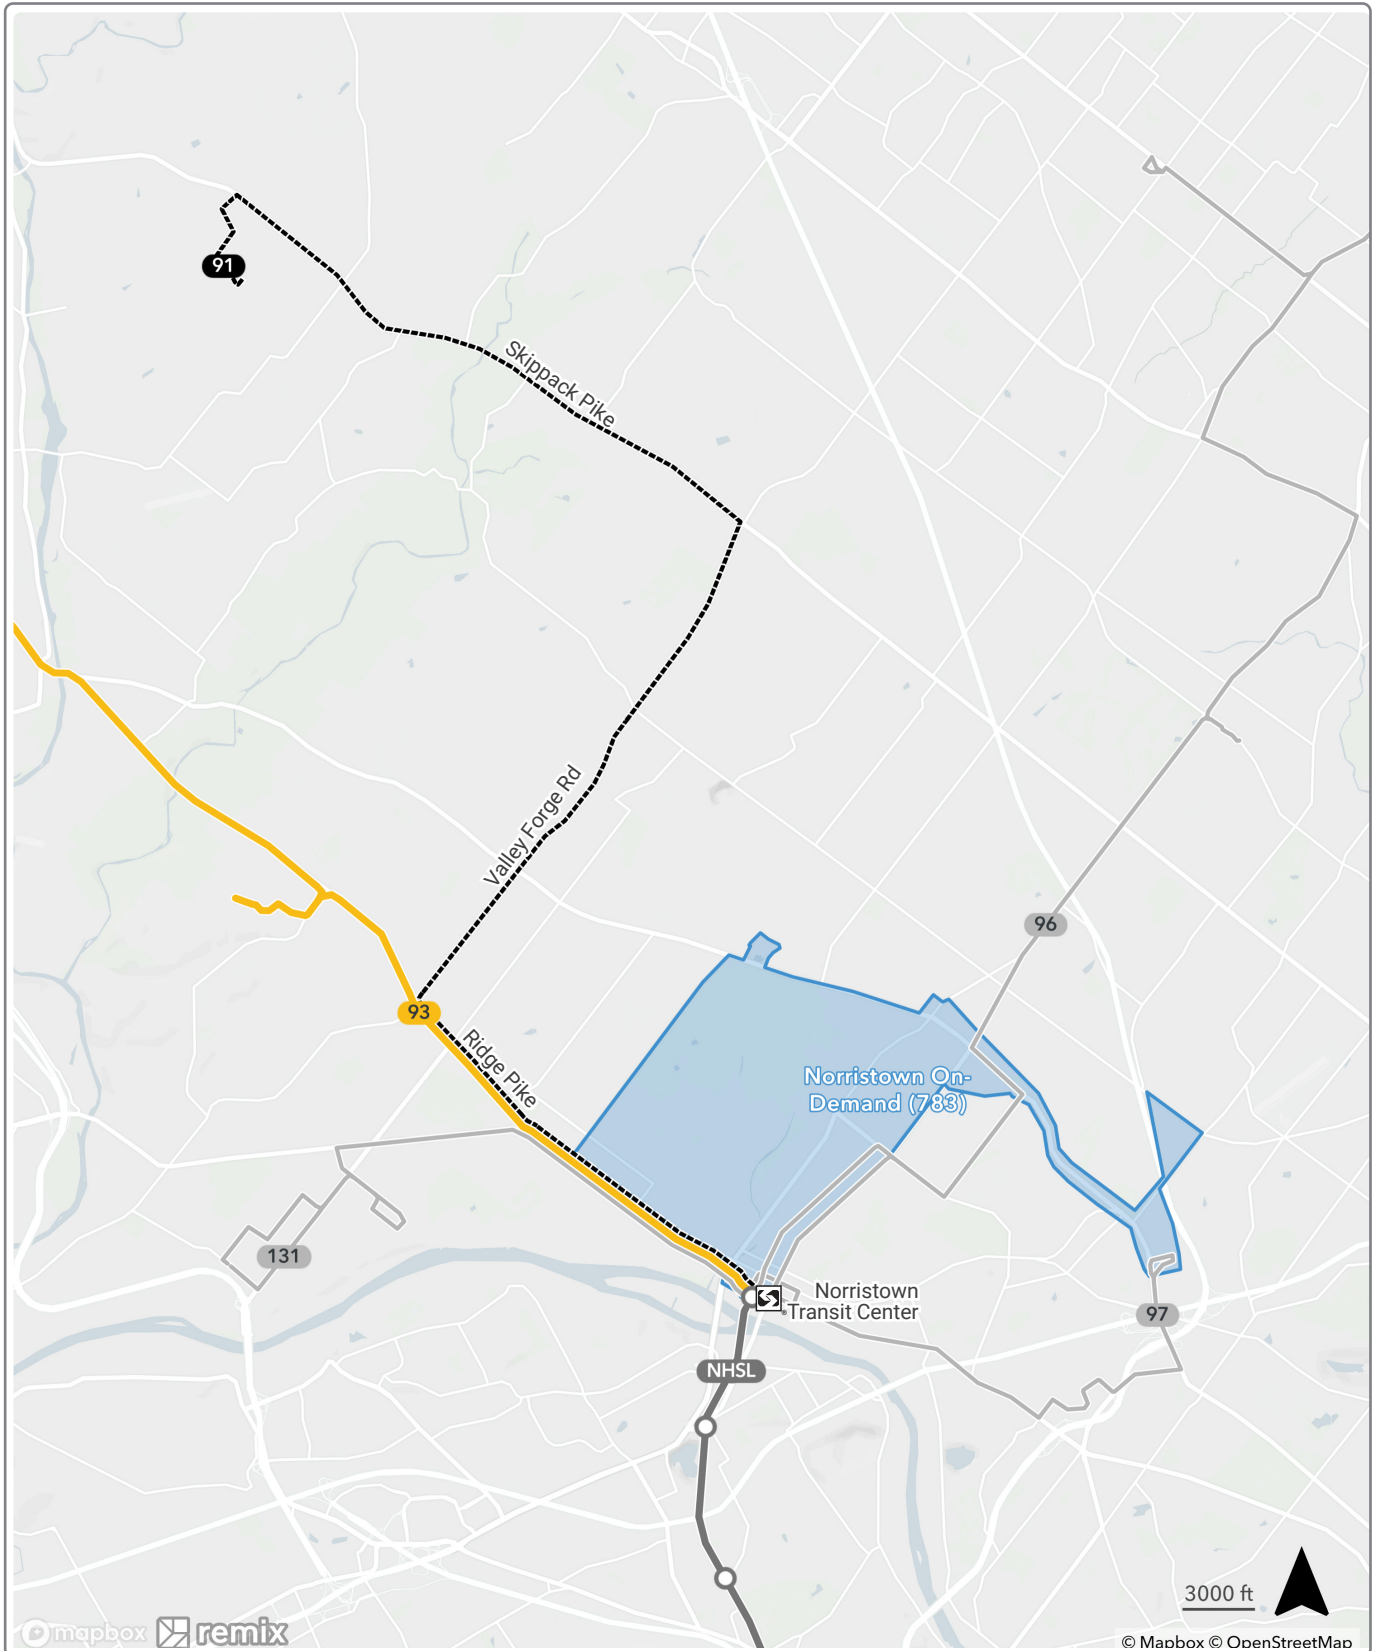 91
Skippack Pike
Valley Forge Rd
96
93
Ridge Pike
Norristown On-
Demand (783)
131
Norristown
Transit Center
97
NHSL
3000 ft
mapbox remix
© Mapbox © OpenStreetMap